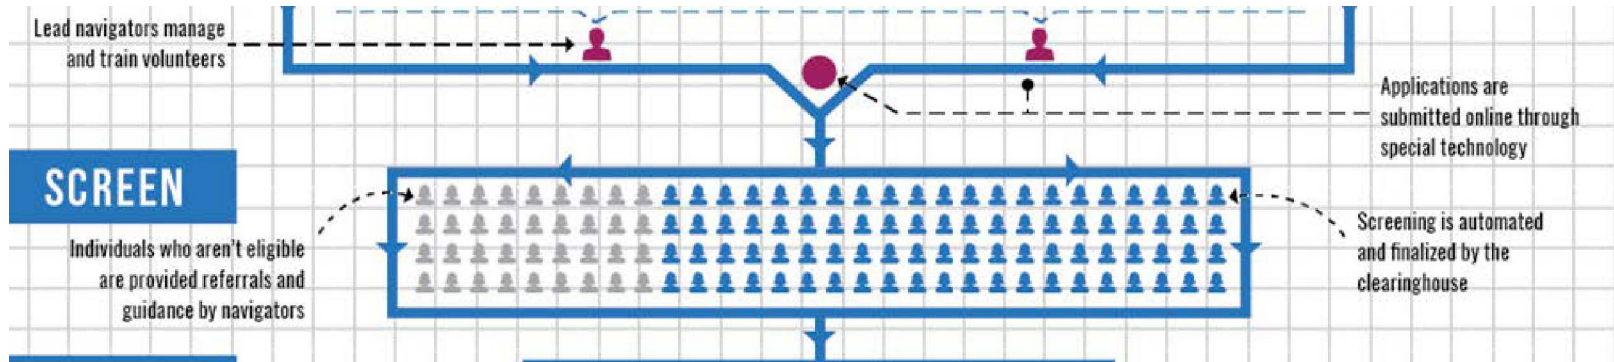 Lead navigators manage
and train volunteers
Applications are
submitted online through
special technology
SCREEN
Individuals who aren't eligible
are provided referrals and
guidance by navigators
Screening is automated
and finalized by the
clearinghouse